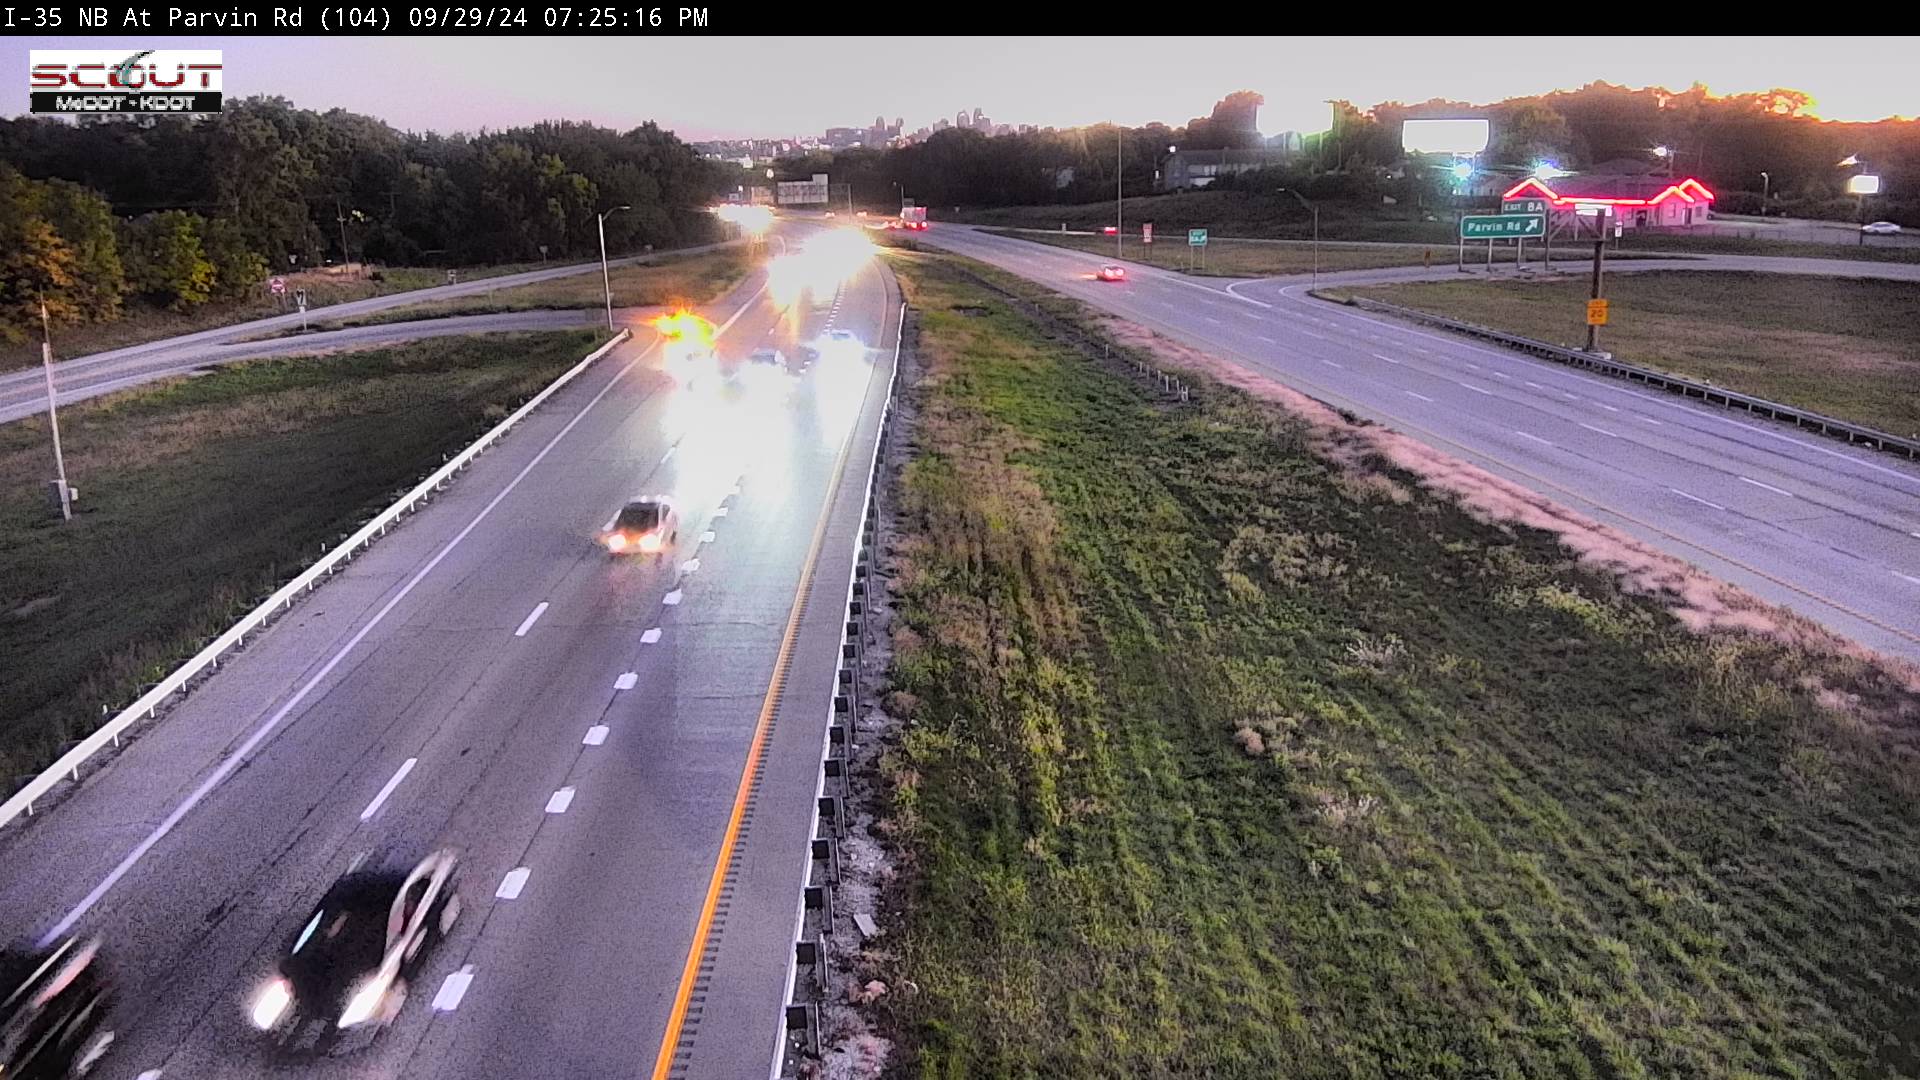 I-35 NB At Parvin Rd (104) 09/29/24 07:25:16 PM
SCOUT
MoDOT - KDOT
EXIT 8A
Parvin Rd
20